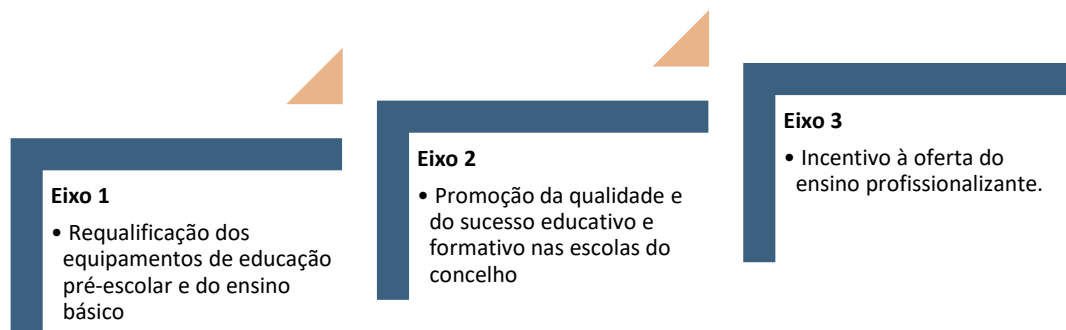 Eixo 1
• Requalificação dos
equipamentos de educação
pré-escolar e do ensino
básico
Eixo 2
• Promoção da qualidade e
do sucesso educativo e
formativo nas escolas do
concelho
Eixo 3
• Incentivo à oferta do
ensino profissionalizante.